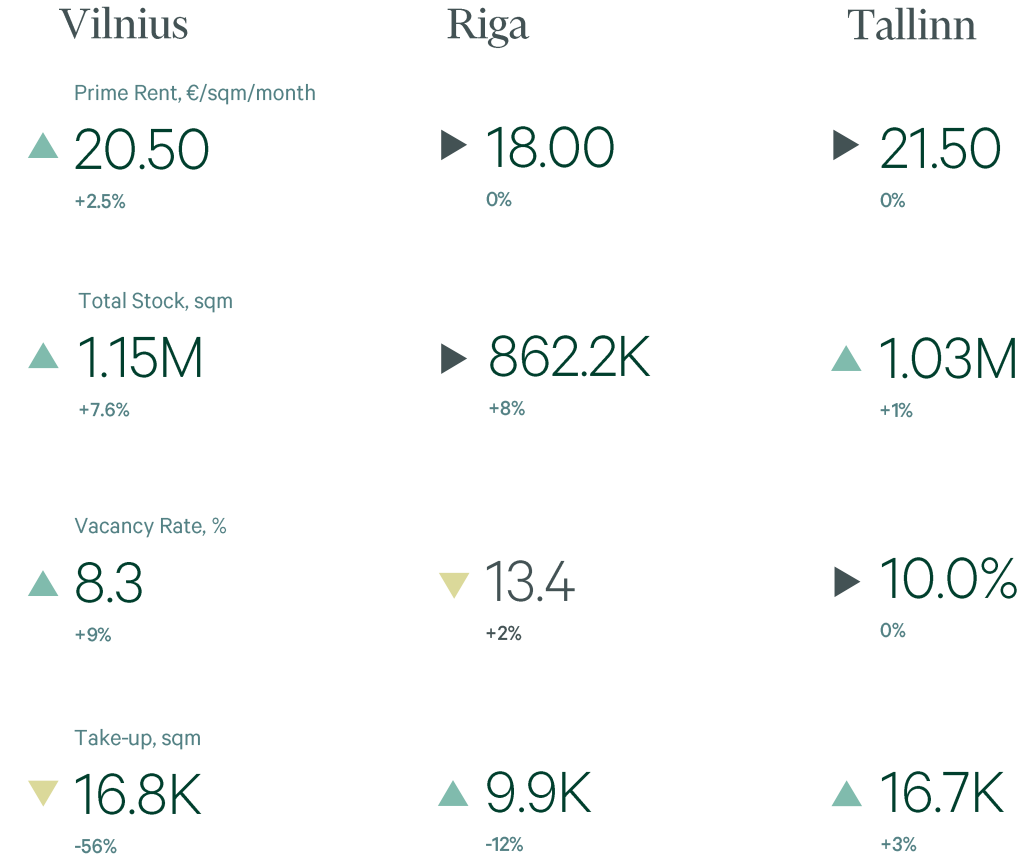 Vilnius Riga Tallinn
Prime Rent, €/sqm/month
20.50 18.00 21.50
+2.5% 0% 0%
Total Stock, sqm
1.15M 862.2K 1.03M
+7.6% +8% +1%
Vacancy Rate, %
8.3 13.4 10.0%
+9% +2% 0%
Take-up, sqm
16.8K 9.9K 16.7K
-56% -12% +3%